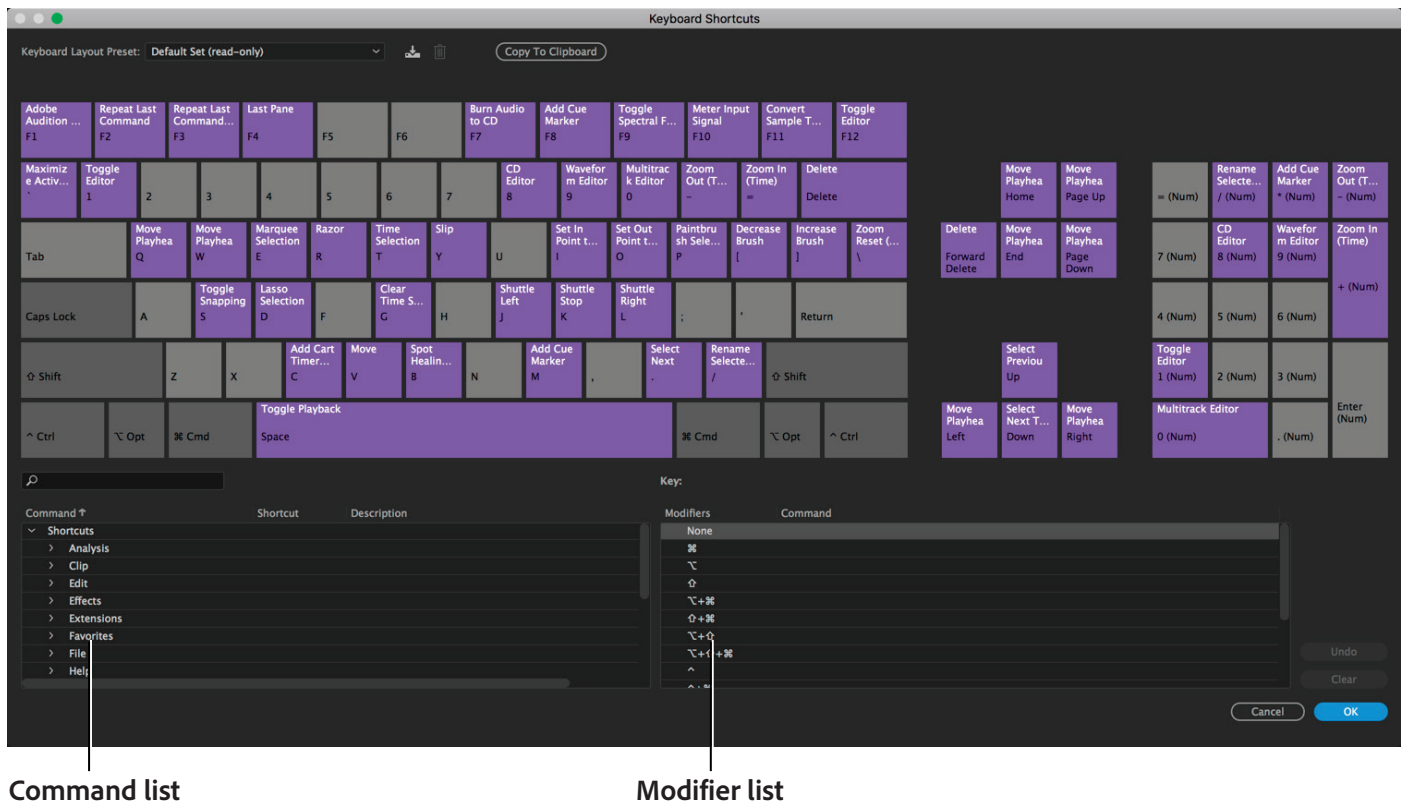 Keyboard Shortcuts
Keyboard Layout Preset: Default Set (read-only) Copy To Clipboard
Adobe Audition ... F1
Repeat Last Command F2
Repeat Last Command... F3
Last Pane F4
F5
F6
Burn Audio to CD F7
Add Cue Marker F8
Toggle Spectral F... F9
Meter Input Signal F10
Convert Sample T... F11
Toggle Editor F12
Maximiz e Activ... `
Toggle Editor 1
2
3
4
5
6
7
CD Editor 8
Wavefor m Editor 9
Multitrac k Editor 0
Zoom Out (T... -
Zoom In (Time) =
Delete Delete
Move Playhea Home
Move Playhea Page Up
= (Num)
Rename Selecte... / (Num)
Add Cue Marker * (Num)
Zoom Out (T... - (Num)
Tab
Move Playhea Q
Move Playhea W
Marquee Selection E
Razor R
Time Selection T
Slip Y
U
Set In Point t... I
Set Out Point t... O
Paintbru sh Sele... P
Decrease Brush [
Increase Brush ]
Zoom Reset (... \
Delete Forward Delete
Move Playhea End
Move Playhea Page Down
7 (Num)
CD Editor 8 (Num)
Wavefor m Editor 9 (Num)
Zoom In (Time) + (Num)
Caps Lock
A
Toggle Snapping S
Lasso Selection D
F
Clear Time S... G
H
Shuttle Left J
Shuttle Stop K
Shuttle Right L
;
'
Return
4 (Num)
5 (Num)
6 (Num)
⇧ Shift
Z
X
Add Cart Timer... C
Move V
Spot Healin... B
N
Add Cue Marker M
,
Select Next .
Rename Selecte... /
⇧ Shift
Select Previou Up
Toggle Editor 1 (Num)
2 (Num)
3 (Num)
Enter (Num)
^ Ctrl
⌥ Opt
⌘ Cmd
Toggle Playback Space
⌘ Cmd
⌥ Opt
^ Ctrl
Move Playhea Left
Select Next T... Down
Move Playhea Right
Multitrack Editor 0 (Num)
. (Num)
Key:
Command ↑ Shortcut Description
Shortcuts
Analysis
Clip
Edit
Effects
Extensions
Favorites
File
Help
Modifiers Command
None
⌘
⌥
⇧
⌥+⌘
⇧+⌘
⌥+⇧
⌥+⇧+⌘
^
Undo
Clear
Cancel OK
Command list
Modifier list